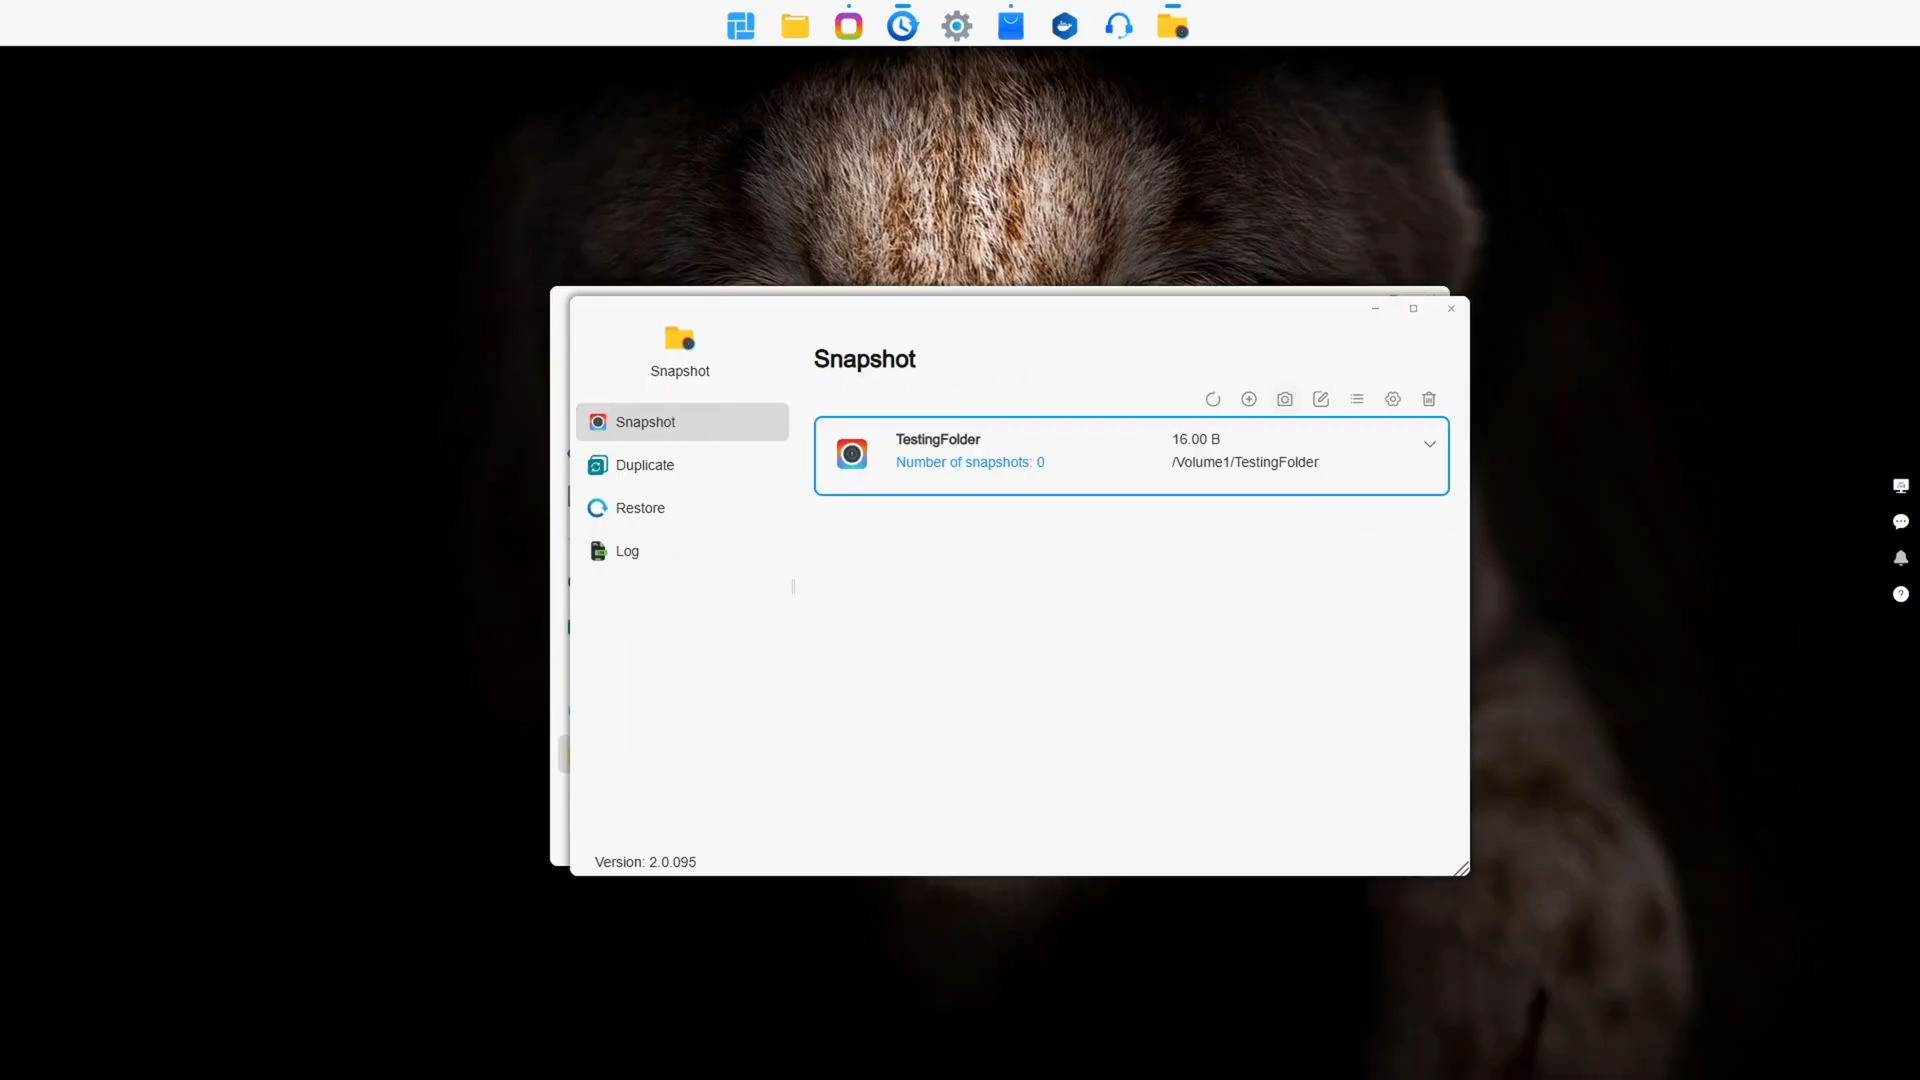 Snapshot
Snapshot
Snapshot
Duplicate
Restore
Log
TestingFolder
16.00 B
Number of snapshots: 0
/Volume1/TestingFolder
Version: 2.0.095